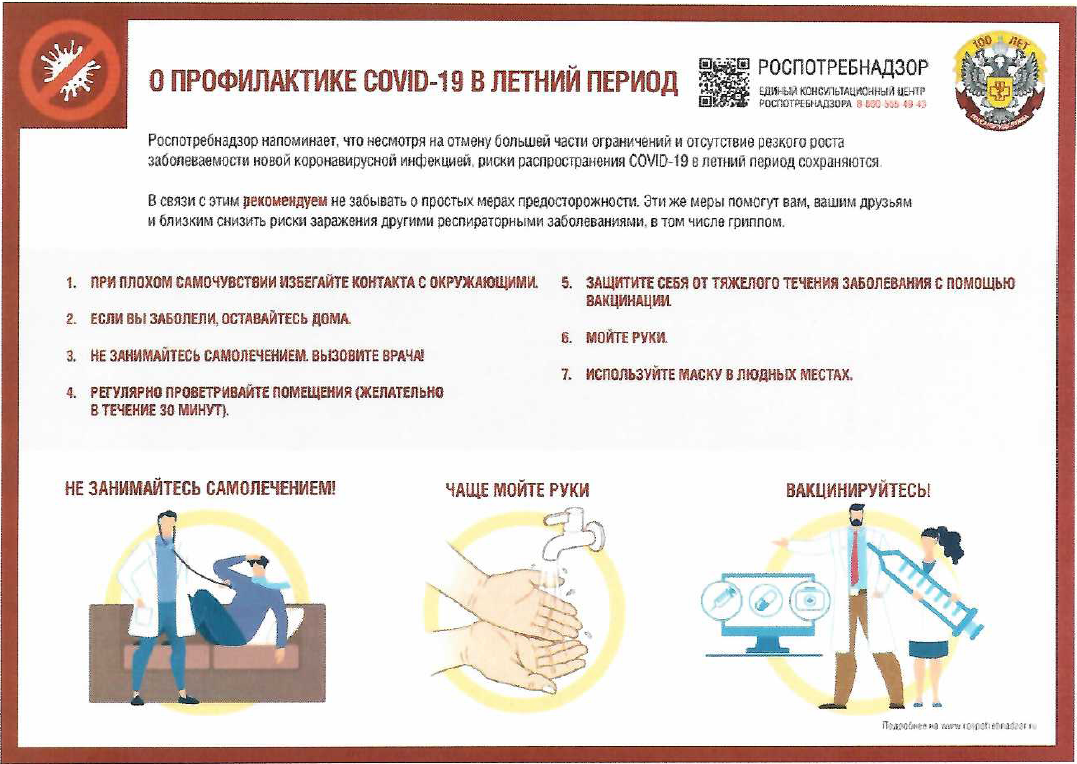 О ПРОФИЛАКТИКЕ COVID-19 В ЛЕТНИЙ ПЕРИОД
РОСПОТРЕБНАДЗОР
ЕДИНЫЙ КОНСУЛЬТАЦИОННЫЙ ЦЕНТР
РОСПОТРЕБНАДЗОРА 8-800-555-49-43
100 ЛЕТ
ГОССАНЭПИДСЛУЖБА
Роспотребнадзор напоминает, что несмотря на отмену большей части ограничений и отсутствие резкого роста
заболеваемости новой коронавирусной инфекцией, риски распространения COVID-19 в летний период сохраняются.
В связи с этим рекомендуем не забывать о простых мерах предосторожности. Эти же меры помогут вам, вашим друзьям
и близким снизить риски заражения другими респираторными заболеваниями, в том числе гриппом.
1. ПРИ ПЛОХОМ САМОЧУВСТВИИ ИЗБЕГАЙТЕ КОНТАКТА С ОКРУЖАЮЩИМИ.
2. ЕСЛИ ВЫ ЗАБОЛЕЛИ, ОСТАВАЙТЕСЬ ДОМА.
3. НЕ ЗАНИМАЙТЕСЬ САМОЛЕЧЕНИЕМ. ВЫЗОВИТЕ ВРАЧА!
4. РЕГУЛЯРНО ПРОВЕТРИВАЙТЕ ПОМЕЩЕНИЯ (ЖЕЛАТЕЛЬНО
В ТЕЧЕНИЕ 30 МИНУТ).
5. ЗАЩИТИТЕ СЕБЯ ОТ ТЯЖЕЛОГО ТЕЧЕНИЯ ЗАБОЛЕВАНИЯ С ПОМОЩЬЮ
ВАКЦИНАЦИИ.
6. МОЙТЕ РУКИ.
7. ИСПОЛЬЗУЙТЕ МАСКУ В ЛЮДНЫХ МЕСТАХ.
НЕ ЗАНИМАЙТЕСЬ САМОЛЕЧЕНИЕМ!
ЧАЩЕ МОЙТЕ РУКИ
ВАКЦИНИРУЙТЕСЬ!
Подробнее на www.rospotrebnadzor.ru